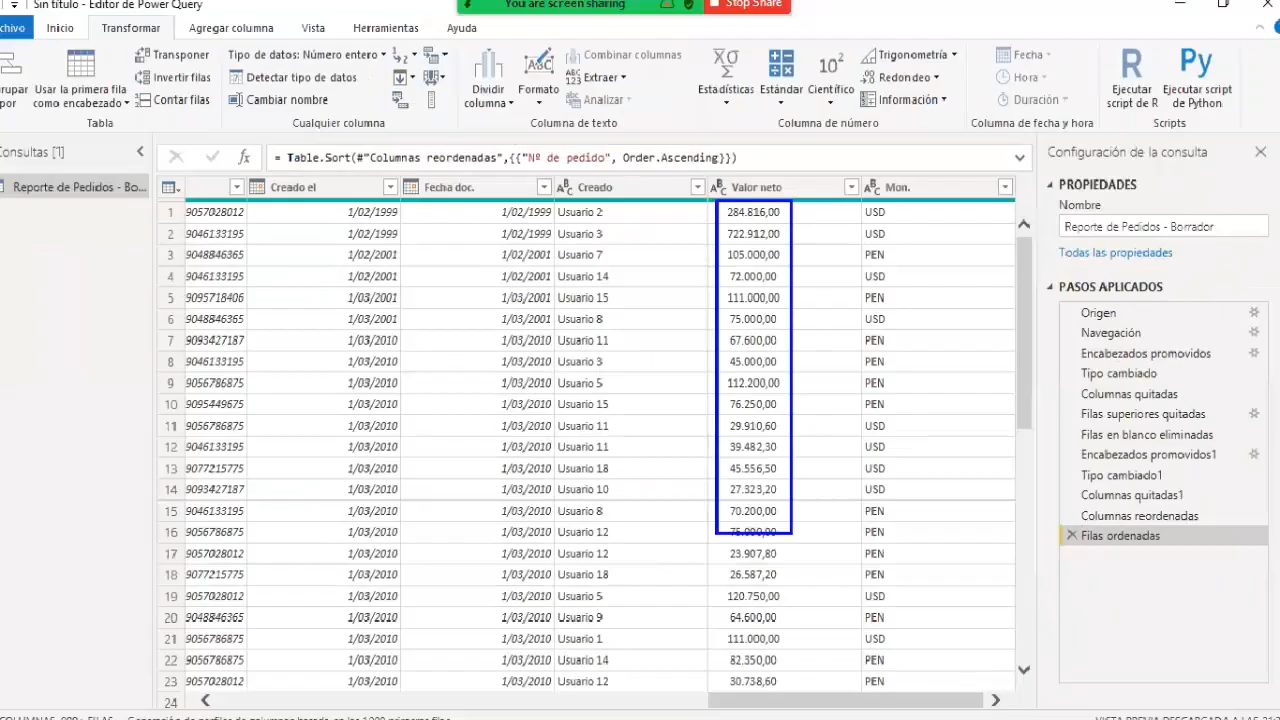 Sin título - Editor de Power Query
You are screen sharing
Stop Share
Inicio
Transformar
Agregar columna
Vista
Herramientas
Ayuda
Usar la primera fila
como encabezado
Transponer
Invertir filas
Contar filas
Tabla
Tipo de datos: Número entero
Detectar tipo de datos
Cambiar nombre
Cualquier columna
Dividir
columna
Formato
Combinar columnas
Extraer
Analizar
Columna de texto
Estadísticas
Estándar
Científico
Trigonometría
Redondeo
Información
Columna de número
Fecha
Hora
Duración
Columna de fecha y hora
Ejecutar
script de R
Ejecutar script
de Python
Scripts
[1]
Reporte de Pedidos - Bo...
= Table.Sort(#"Columnas reordenadas",{{"Nº de pedido", Order.Ascending}})
Creado el Fecha doc. Creado Valor neto Mon.
1 9057028012 1/02/1999 1/02/1999 Usuario 2 284.816,00 USD
2 9046133195 1/02/1999 1/02/1999 Usuario 3 722.912,00 USD
3 9048846365 1/02/2001 1/02/2001 Usuario 7 105.000,00 PEN
4 9046133195 1/02/2001 1/02/2001 Usuario 14 72.000,00 USD
5 9095718406 1/03/2001 1/03/2001 Usuario 15 111.000,00 PEN
6 9048846365 1/03/2001 1/03/2001 Usuario 8 75.000,00 USD
7 9093427187 1/03/2010 1/03/2010 Usuario 11 67.600,00 PEN
8 9046133195 1/03/2010 1/03/2010 Usuario 3 45.000,00 PEN
9 9056786875 1/03/2010 1/03/2010 Usuario 5 112.200,00 PEN
10 9095449675 1/03/2010 1/03/2010 Usuario 15 76.250,00 PEN
11 9056786875 1/03/2010 1/03/2010 Usuario 11 29.910,60 USD
12 9046133195 1/03/2010 1/03/2010 Usuario 11 39.482,30 USD
13 9077215775 1/03/2010 1/03/2010 Usuario 18 45.556,50 USD
14 9093427187 1/03/2010 1/03/2010 Usuario 10 27.323,20 USD
15 9046133195 1/03/2010 1/03/2010 Usuario 8 70.200,00 PEN
16 9056786875 1/03/2010 1/03/2010 Usuario 12 PEN
17 9057028012 1/03/2010 1/03/2010 Usuario 12 23.907,80 PEN
18 9077215775 1/03/2010 1/03/2010 Usuario 18 26.587,20 PEN
19 9057028012 1/03/2010 1/03/2010 Usuario 5 120.750,00 PEN
20 9048846365 1/03/2010 1/03/2010 Usuario 9 64.600,00 PEN
21 9056786875 1/03/2010 1/03/2010 Usuario 1 111.000,00 USD
22 9056786875 1/03/2010 1/03/2010 Usuario 14 82.350,00 PEN
23 9057028012 1/03/2010 1/03/2010 Usuario 12 30.738,60 PEN
24
Configuración de la consulta
PROPIEDADES
Nombre
Reporte de Pedidos - Borrador
Todas las propiedades
PASOS APLICADOS
Origen
Navegación
Encabezados promovidos
Tipo cambiado
Columnas quitadas
Filas superiores quitadas
Filas en blanco eliminadas
Encabezados promovidos1
Tipo cambiado1
Columnas quitadas1
Columnas reordenadas
Filas ordenadas